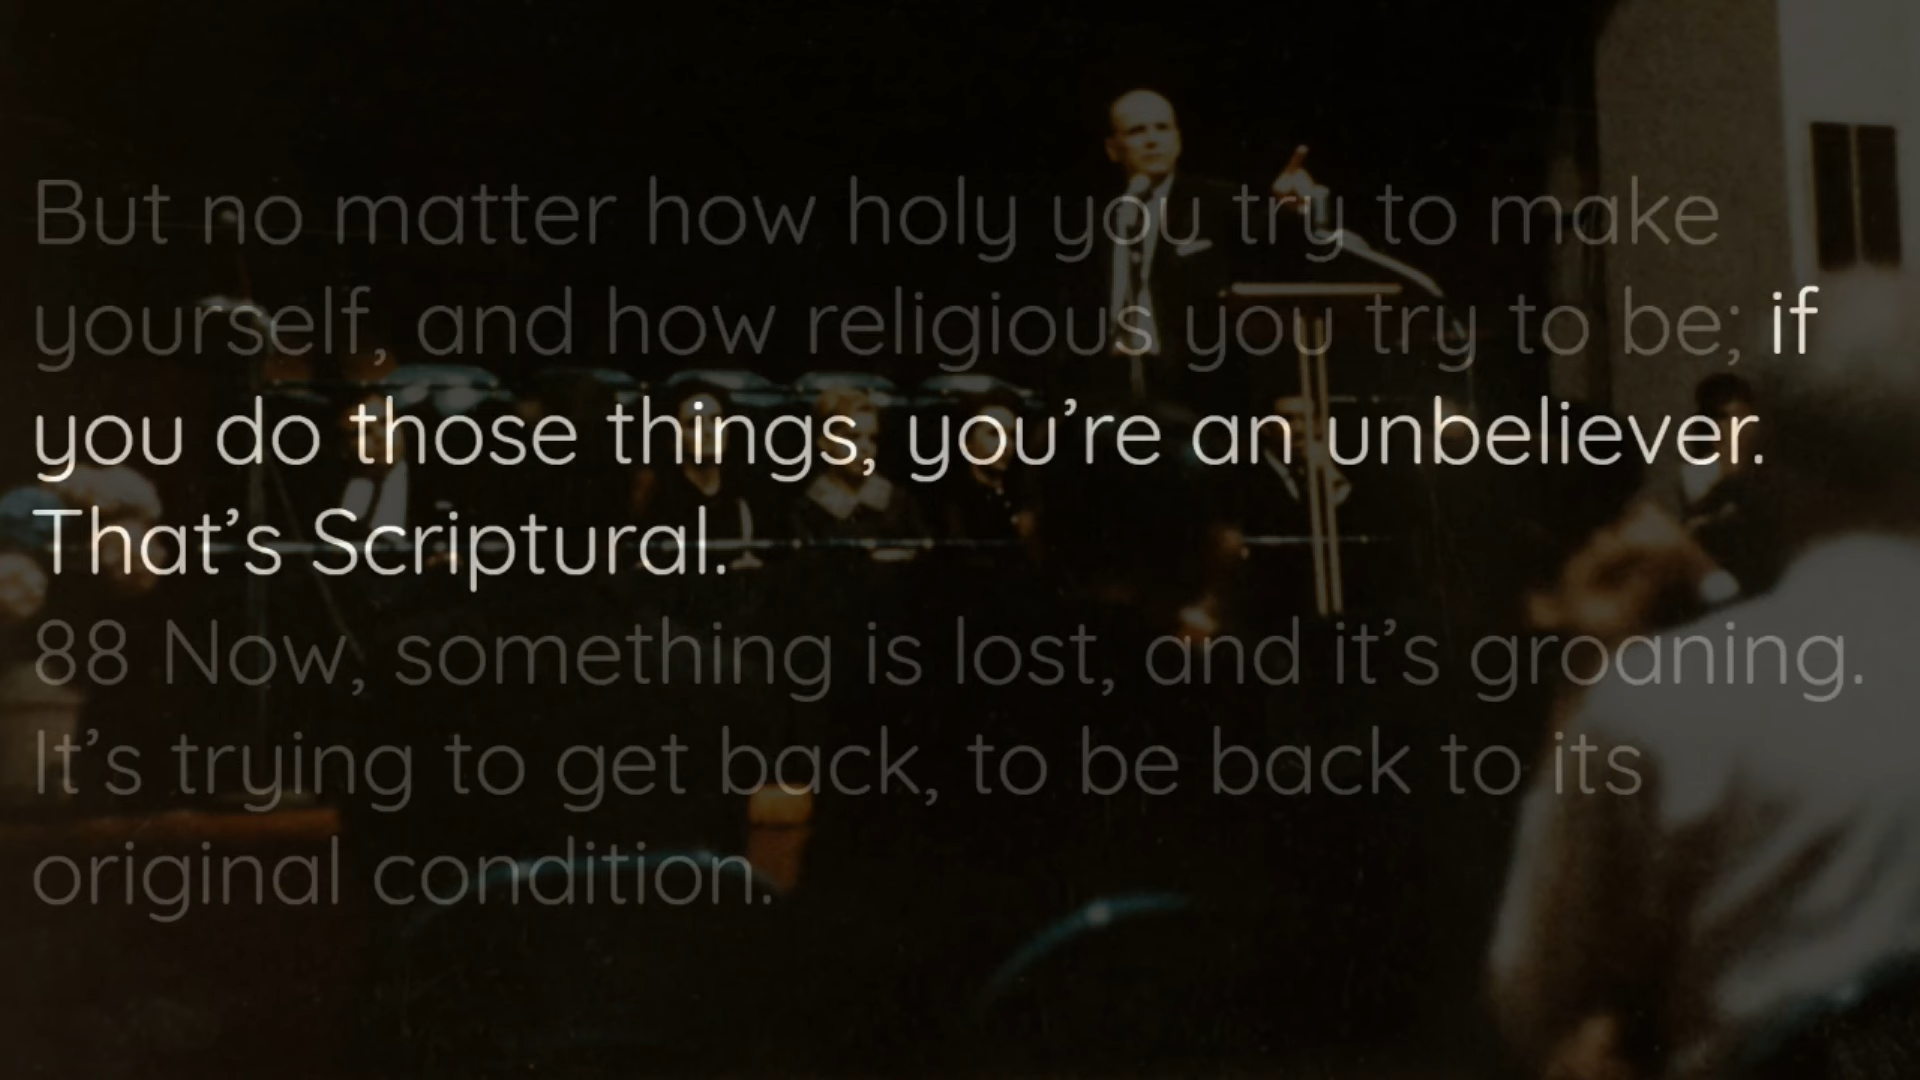 But no matter how holy you try to make
yourself, and how religious you try to be; if
you do those things, you’re an unbeliever.
That’s Scriptural.
88 Now, something is lost, and it’s groaning.
It’s trying to get back, to be back to its
original condition.